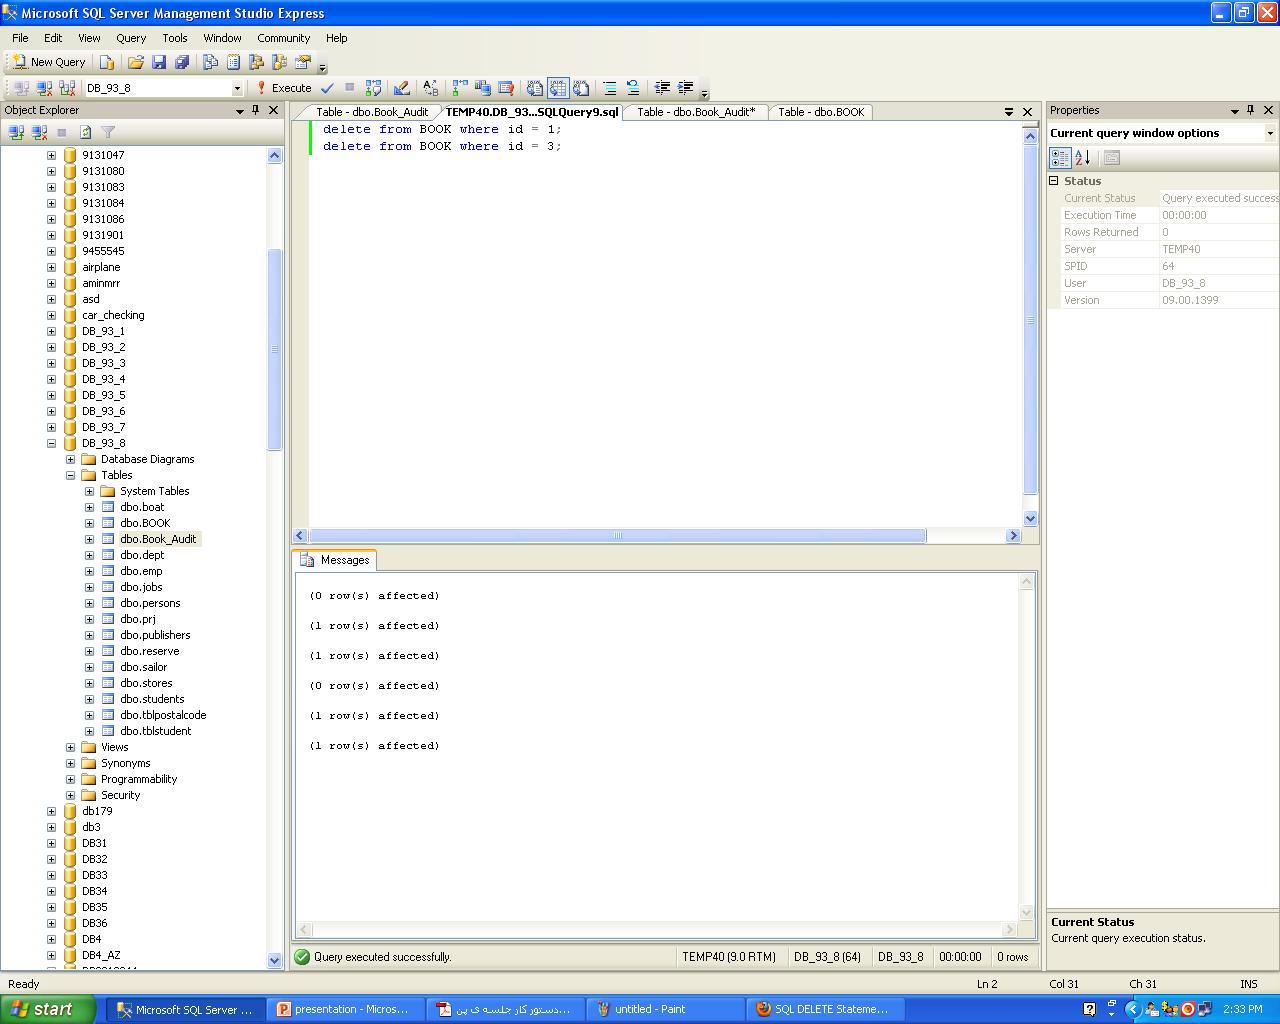 Microsoft SQL Server Management Studio Express
File Edit View Query Tools Window Community Help
New Query
DB_93_8 Execute
Object Explorer
9131047
9131080
9131083
9131084
9131086
9131901
9455545
airplane
aminmrr
asd
car_checking
DB_93_1
DB_93_2
DB_93_3
DB_93_4
DB_93_5
DB_93_6
DB_93_7
DB_93_8
Database Diagrams
Tables
System Tables
dbo.boat
dbo.BOOK
dbo.Book_Audit
dbo.dept
dbo.emp
dbo.jobs
dbo.persons
dbo.prj
dbo.publishers
dbo.reserve
dbo.sailor
dbo.stores
dbo.students
dbo.tblpostalcode
dbo.tblstudent
Views
Synonyms
Programmability
Security
db179
db3
DB31
DB32
DB33
DB34
DB35
DB36
DB4
DB4_AZ
Table - dbo.Book_Audit TEMP40.DB_93...SQLQuery9.sql Table - dbo.Book_Audit* Table - dbo.BOOK
delete from BOOK where id = 1;
delete from BOOK where id = 3;
Messages
(0 row(s) affected)
(1 row(s) affected)
(1 row(s) affected)
(0 row(s) affected)
(1 row(s) affected)
(1 row(s) affected)
Query executed successfully. TEMP40 (9.0 RTM) DB_93_8 (64) DB_93_8 00:00:00 0 rows
Properties
Current query window options
Status
Current Status Query executed success
Execution Time 00:00:00
Rows Returned 0
Server TEMP40
SPID 64
User DB_93_8
Version 09.00.1399
Current Status
Current query execution status.
Ready Ln 2 Col 31 Ch 31 INS
start Microsoft SQL Server ... presentation - Micros... دستور کار جلسه ی پن... untitled - Paint SQL DELETE Stateme... 2:33 PM